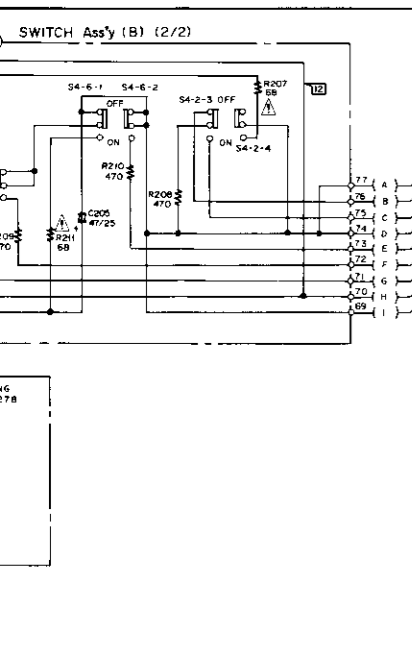 SWITCH Ass'y (B) (2/2)
S4-6-1 S4-6-2
OFF
ON
S4-2-3 OFF
ON S4-2-4
R207
68
12
R210
470
R208
470
C205
47/25
+
R211
68
77 A
76 B
75 C
74 D
73 E
72 F
71 G
70 H
69 I